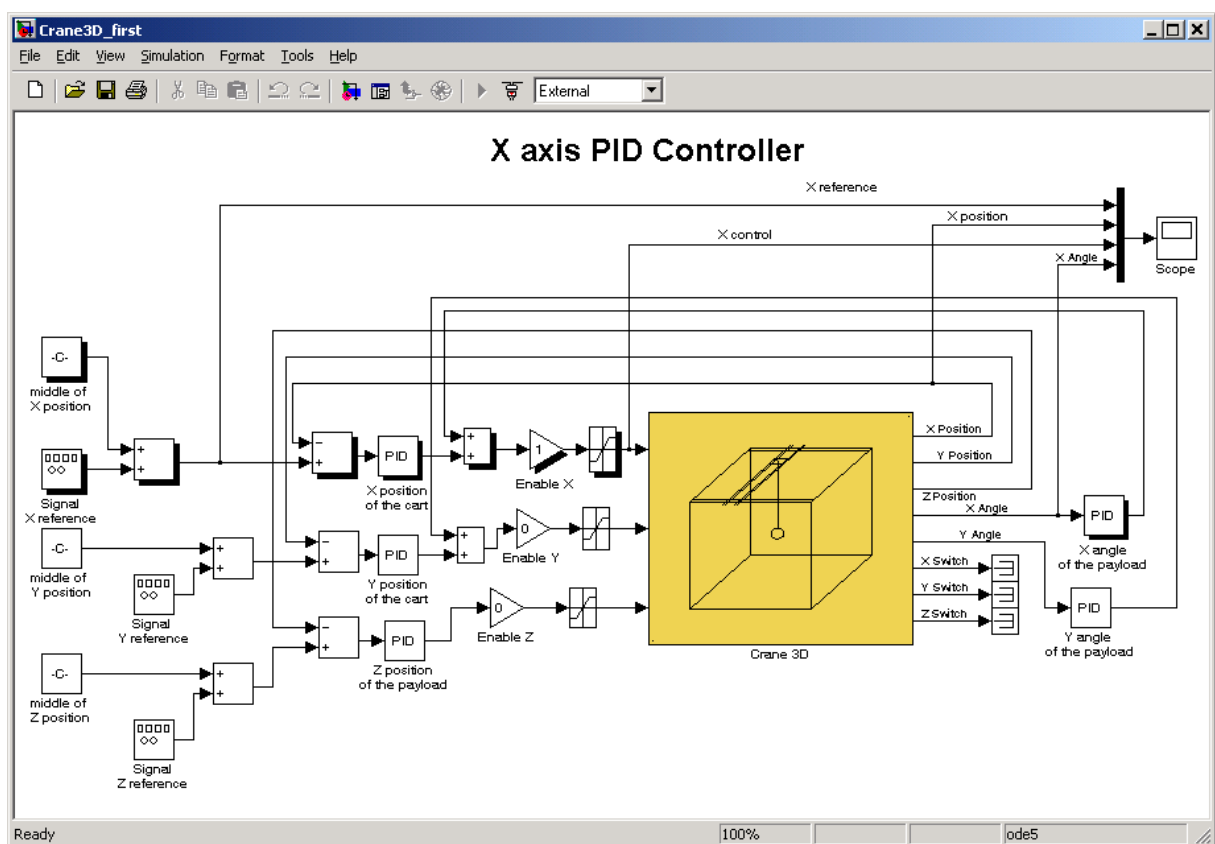 Crane3D_first
File Edit View Simulation Format Tools Help
External
X axis PID Controller
X reference
X position
X control
X Angle
Scope
-C-
middle of
X position
+
+
Signal
X reference
-
+
PID
X position
of the cart
+
+
1
Enable X
X Position
Y Position
Z Position
X Angle
Y Angle
X Switch
Y Switch
Z Switch
Crane 3D
PID
X angle
of the payload
PID
Y angle
of the payload
-C-
middle of
Y position
+
+
Signal
Y reference
-
+
PID
Y position
of the cart
+
+
0
Enable Y
-C-
middle of
Z position
+
+
Signal
Z reference
-
+
PID
Z position
of the payload
0
Enable Z
Ready
100%
ode5